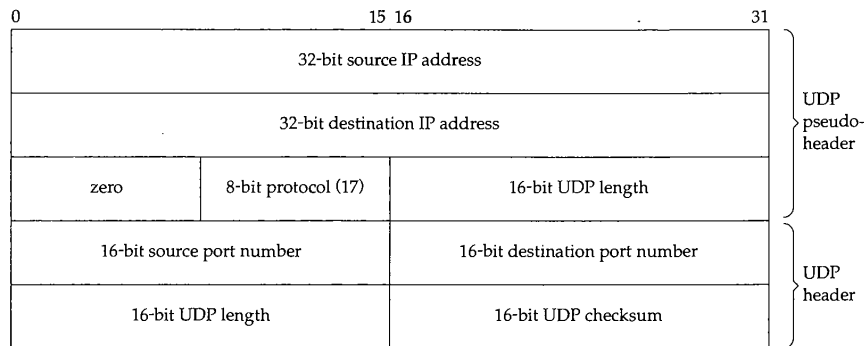 0 15 16 31
32-bit source IP address
32-bit destination IP address
zero 8-bit protocol (17) 16-bit UDP length
16-bit source port number 16-bit destination port number
16-bit UDP length 16-bit UDP checksum
UDP
pseudo-
header
UDP
header